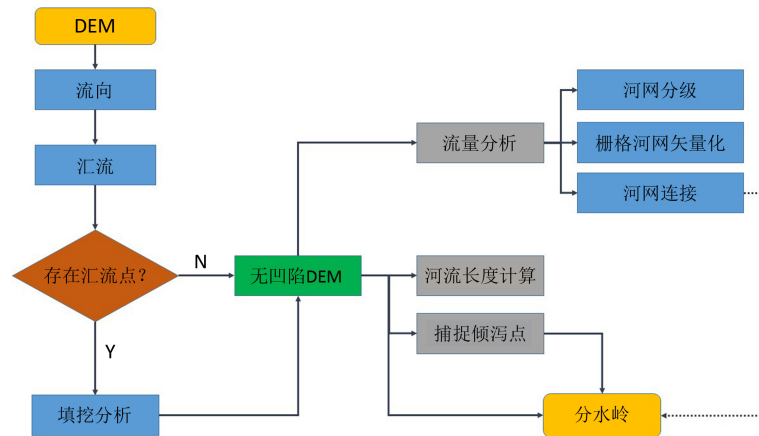 DEM
流向
汇流
存在汇流点？
N
Y
填挖分析
无凹陷DEM
流量分析
河流长度计算
捕捉倾泻点
河网分级
栅格河网矢量化
河网连接
分水岭